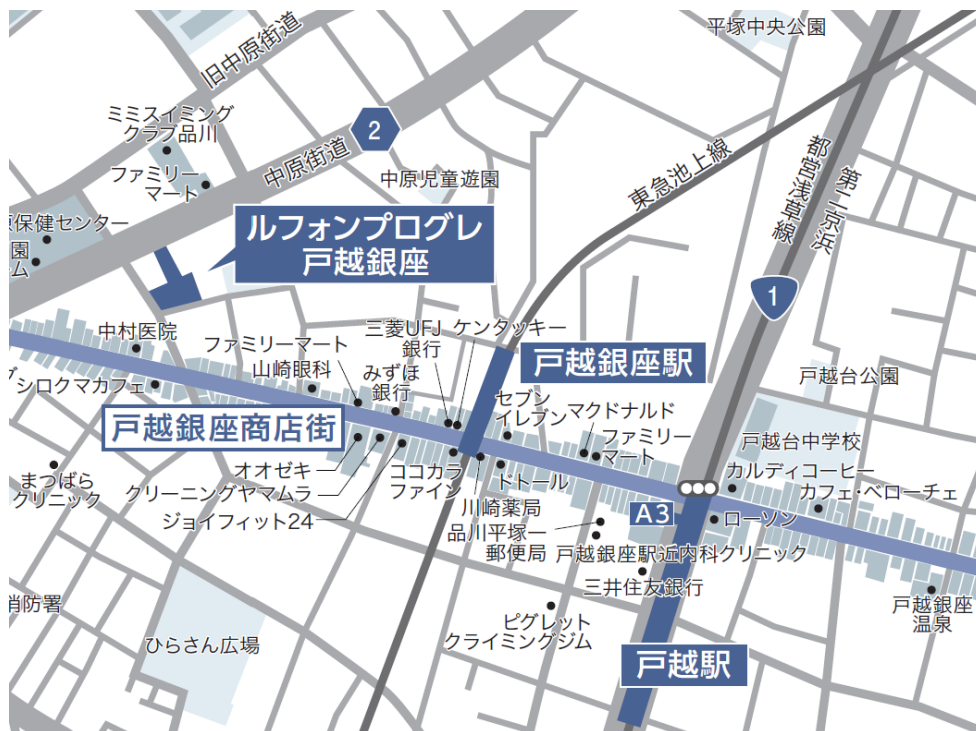 平塚中央公園
旧中原街道
ミミスイミング
クラブ品川
2
中原街道
ファミリー
マート
中原児童遊園
東急池上線
都営浅草線
第二京浜
原保健センター
園
ーム
ルフォンプログレ
戸越銀座
1
中村医院
ファミリーマート
山崎眼科
三菱UFJ
銀行
ケンタッキー
みずほ
銀行
戸越銀座駅
戸越台公園
グシロクマカフェ
セブン
イレブン
マクドナルド
ファミリー
マート
戸越銀座商店街
戸越台中学校
まつばら
クリニック
オオゼキ
クリーニングヤマムラ
ジョイフィット24
ココカラ
ファイン
ドトール
川崎薬局
カルディコーヒー
カフェ・ベローチェ
A3
ローソン
品川平塚一
郵便局
戸越銀座駅近内科クリニック
三井住友銀行
消防署
ひらさん広場
ピグレット
クライミングジム
戸越銀座
温泉
戸越駅